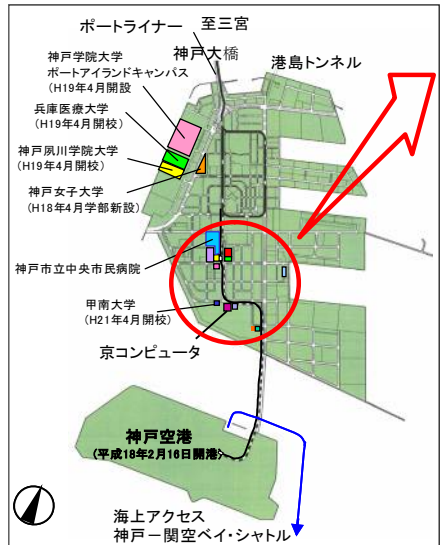 ポートライナー
至三宮
神戸大橋
港島トンネル
神戸学院大学
ポートアイランドキャンパス
(H19年4月開設
兵庫医療大学
(H19年4月開校)
神戸夙川学院大学
(H19年4月開校)
神戸女子大学
(H18年4月学部新設)
神戸市立中央市民病院
甲南大学
(H21年4月開校)
京コンピュータ
神戸空港
(平成18年2月16日開港)
海上アクセス
神戸－関空ベイ・シャトル